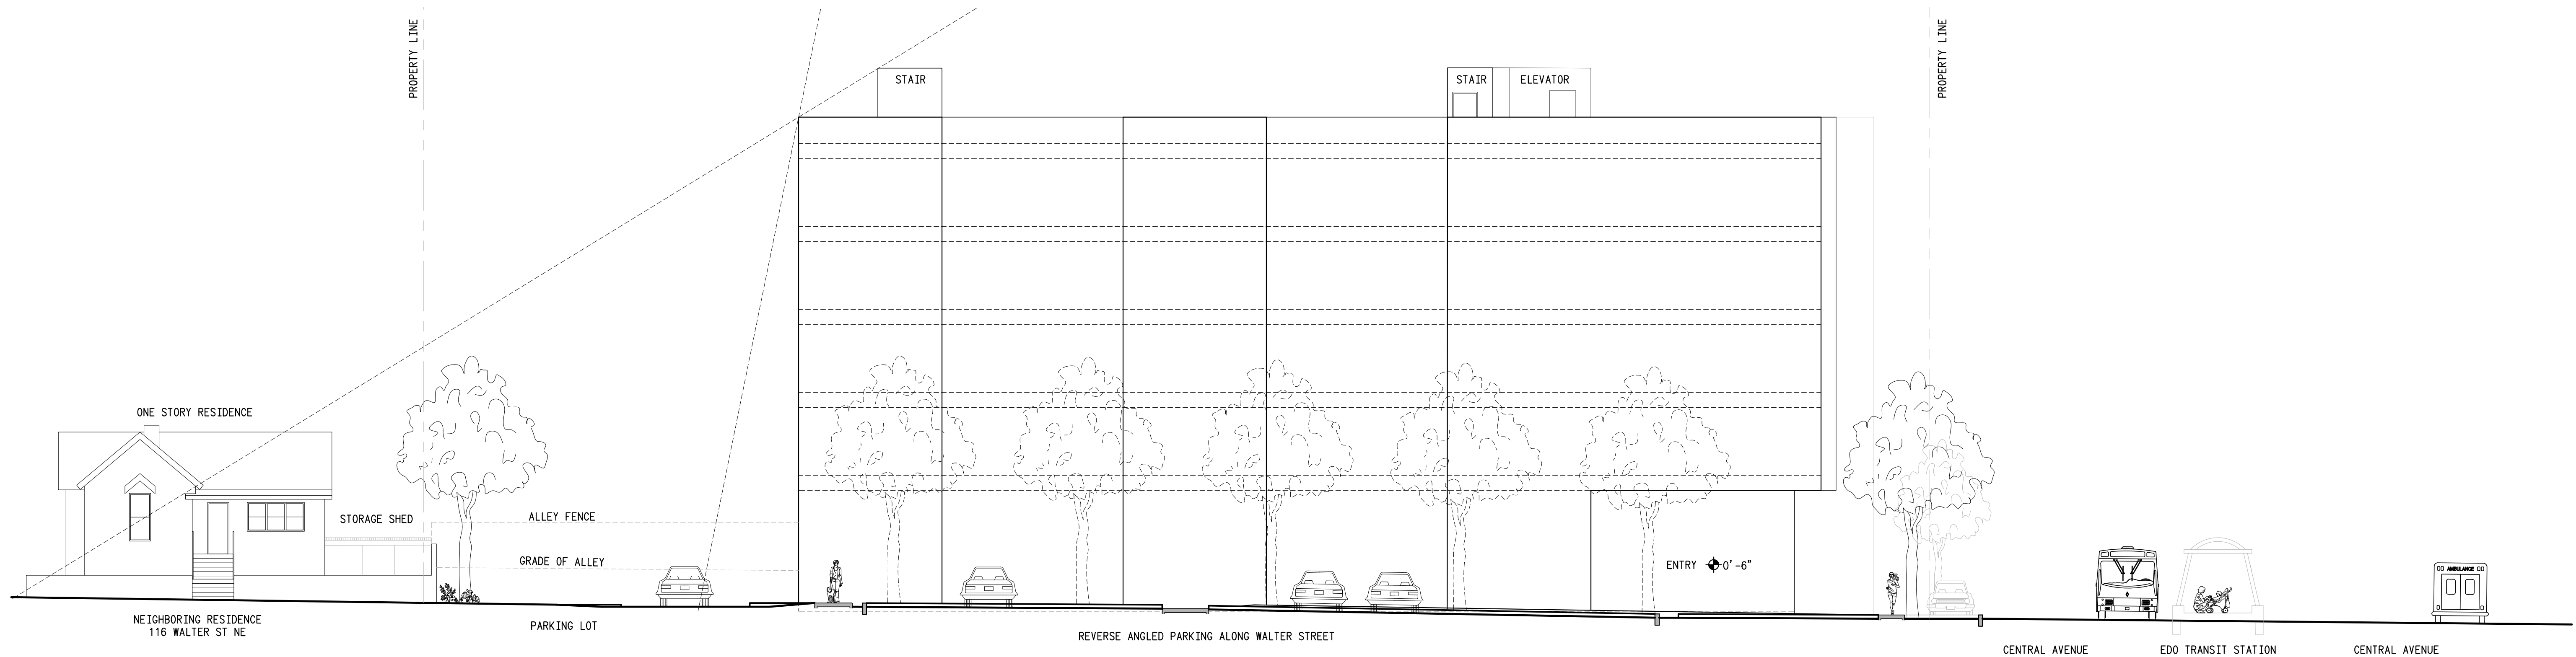 PROPERTY LINE
PROPERTY LINE
STAIR
STAIR
ELEVATOR
ONE STORY RESIDENCE
STORAGE SHED
ALLEY FENCE
GRADE OF ALLEY
ENTRY
0'-6"
AMBULANCE
NEIGHBORING RESIDENCE
116 WALTER ST NE
PARKING LOT
REVERSE ANGLED PARKING ALONG WALTER STREET
CENTRAL AVENUE
EDO TRANSIT STATION
CENTRAL AVENUE